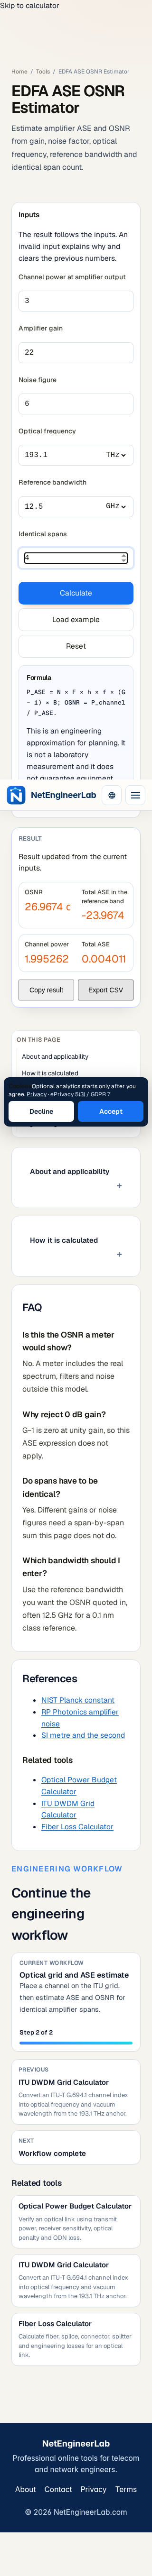 Skip to calculator
Home / Tools / EDFA ASE OSNR Estimator
EDFA ASE OSNR
Estimator
Estimate amplifier ASE and OSNR
from gain, noise factor, optical
frequency, reference bandwidth and
identical span count.
Inputs
The result follows the inputs. An
invalid input explains why and
clears the previous numbers.
Channel power at amplifier output
3
Amplifier gain
22
Noise figure
6
Optical frequency
193.1 THz
Reference bandwidth
12.5 GHz
Identical spans
4
Calculate
Load example
Reset
Formula
P_ASE = N × F × h × f × (G
− 1) × B; OSNR = P_channel
/ P_ASE.
This is an engineering
approximation for planning. It
is not a laboratory
measurement and it does
not guarantee equipment
NetEngineerLab
RESULT
Result updated from the current
inputs.
OSNR
26.9674
Total ASE in the
reference band
-23.9674
Channel power
1.995262
Total ASE
0.004011
Copy result
Export CSV
ON THIS PAGE
About and applicability
How it is calculated
Optional analytics starts only after you
agree. Privacy · ePrivacy 5(3) / GDPR 7
Decline
Accept
About and applicability
+
How it is calculated
+
FAQ
Is this the OSNR a meter
would show?
No. A meter includes the real
spectrum, filters and noise
outside this model.
Why reject 0 dB gain?
G−1 is zero at unity gain, so this
ASE expression does not
apply.
Do spans have to be
identical?
Yes. Different gains or noise
figures need a span-by-span
sum this page does not do.
Which bandwidth should I
enter?
Use the reference bandwidth
you want the OSNR quoted in,
often 12.5 GHz for a 0.1 nm
class reference.
References
• NIST Planck constant
• RP Photonics amplifier
noise
• SI metre and the second
Related tools
• Optical Power Budget
Calculator
• ITU DWDM Grid
Calculator
• Fiber Loss Calculator
ENGINEERING WORKFLOW
Continue the
engineering
workflow
CURRENT WORKFLOW
Optical grid and ASE estimate
Place a channel on the ITU grid,
then estimate ASE and OSNR for
identical amplifier spans.
Step 2 of 2
PREVIOUS
ITU DWDM Grid Calculator
Convert an ITU-T G.694.1 channel index
into optical frequency and vacuum
wavelength from the 193.1 THz anchor.
NEXT
Workflow complete
Related tools
Optical Power Budget Calculator
Verify an optical link using transmit
power, receiver sensitivity, optical
penalty and ODN loss.
ITU DWDM Grid Calculator
Convert an ITU-T G.694.1 channel index
into optical frequency and vacuum
wavelength from the 193.1 THz anchor.
Fiber Loss Calculator
Calculate fiber, splice, connector, splitter
and engineering losses for an optical
link.
NetEngineerLab
Professional online tools for telecom
and network engineers.
About Contact Privacy Terms
© 2026 NetEngineerLab.com